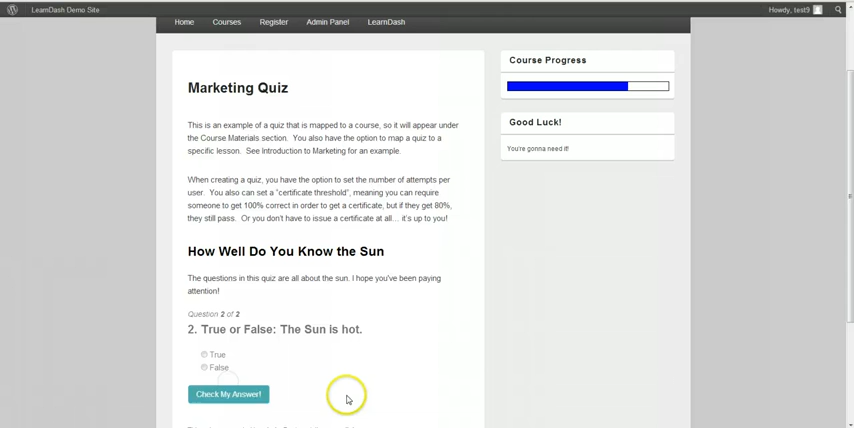 LearnDash Demo Site
Howdy, test9
Home Courses Register Admin Panel LearnDash
Marketing Quiz
This is an example of a quiz that is mapped to a course, so it will appear under
the Course Materials section. You also have the option to map a quiz to a
specific lesson. See Introduction to Marketing for an example.
When creating a quiz, you have the option to set the number of attempts per
user. You also can set a "certificate threshold", meaning you can require
someone to get 100% correct in order to get a certificate, but if they get 80%,
they still pass. Or you don't have to issue a certificate at all… it's up to you!
How Well Do You Know the Sun
The questions in this quiz are all about the sun. I hope you've been paying
attention!
Question 2 of 2
2. True or False: The Sun is hot.
True
False
Check My Answer!
Course Progress
Good Luck!
You're gonna need it!